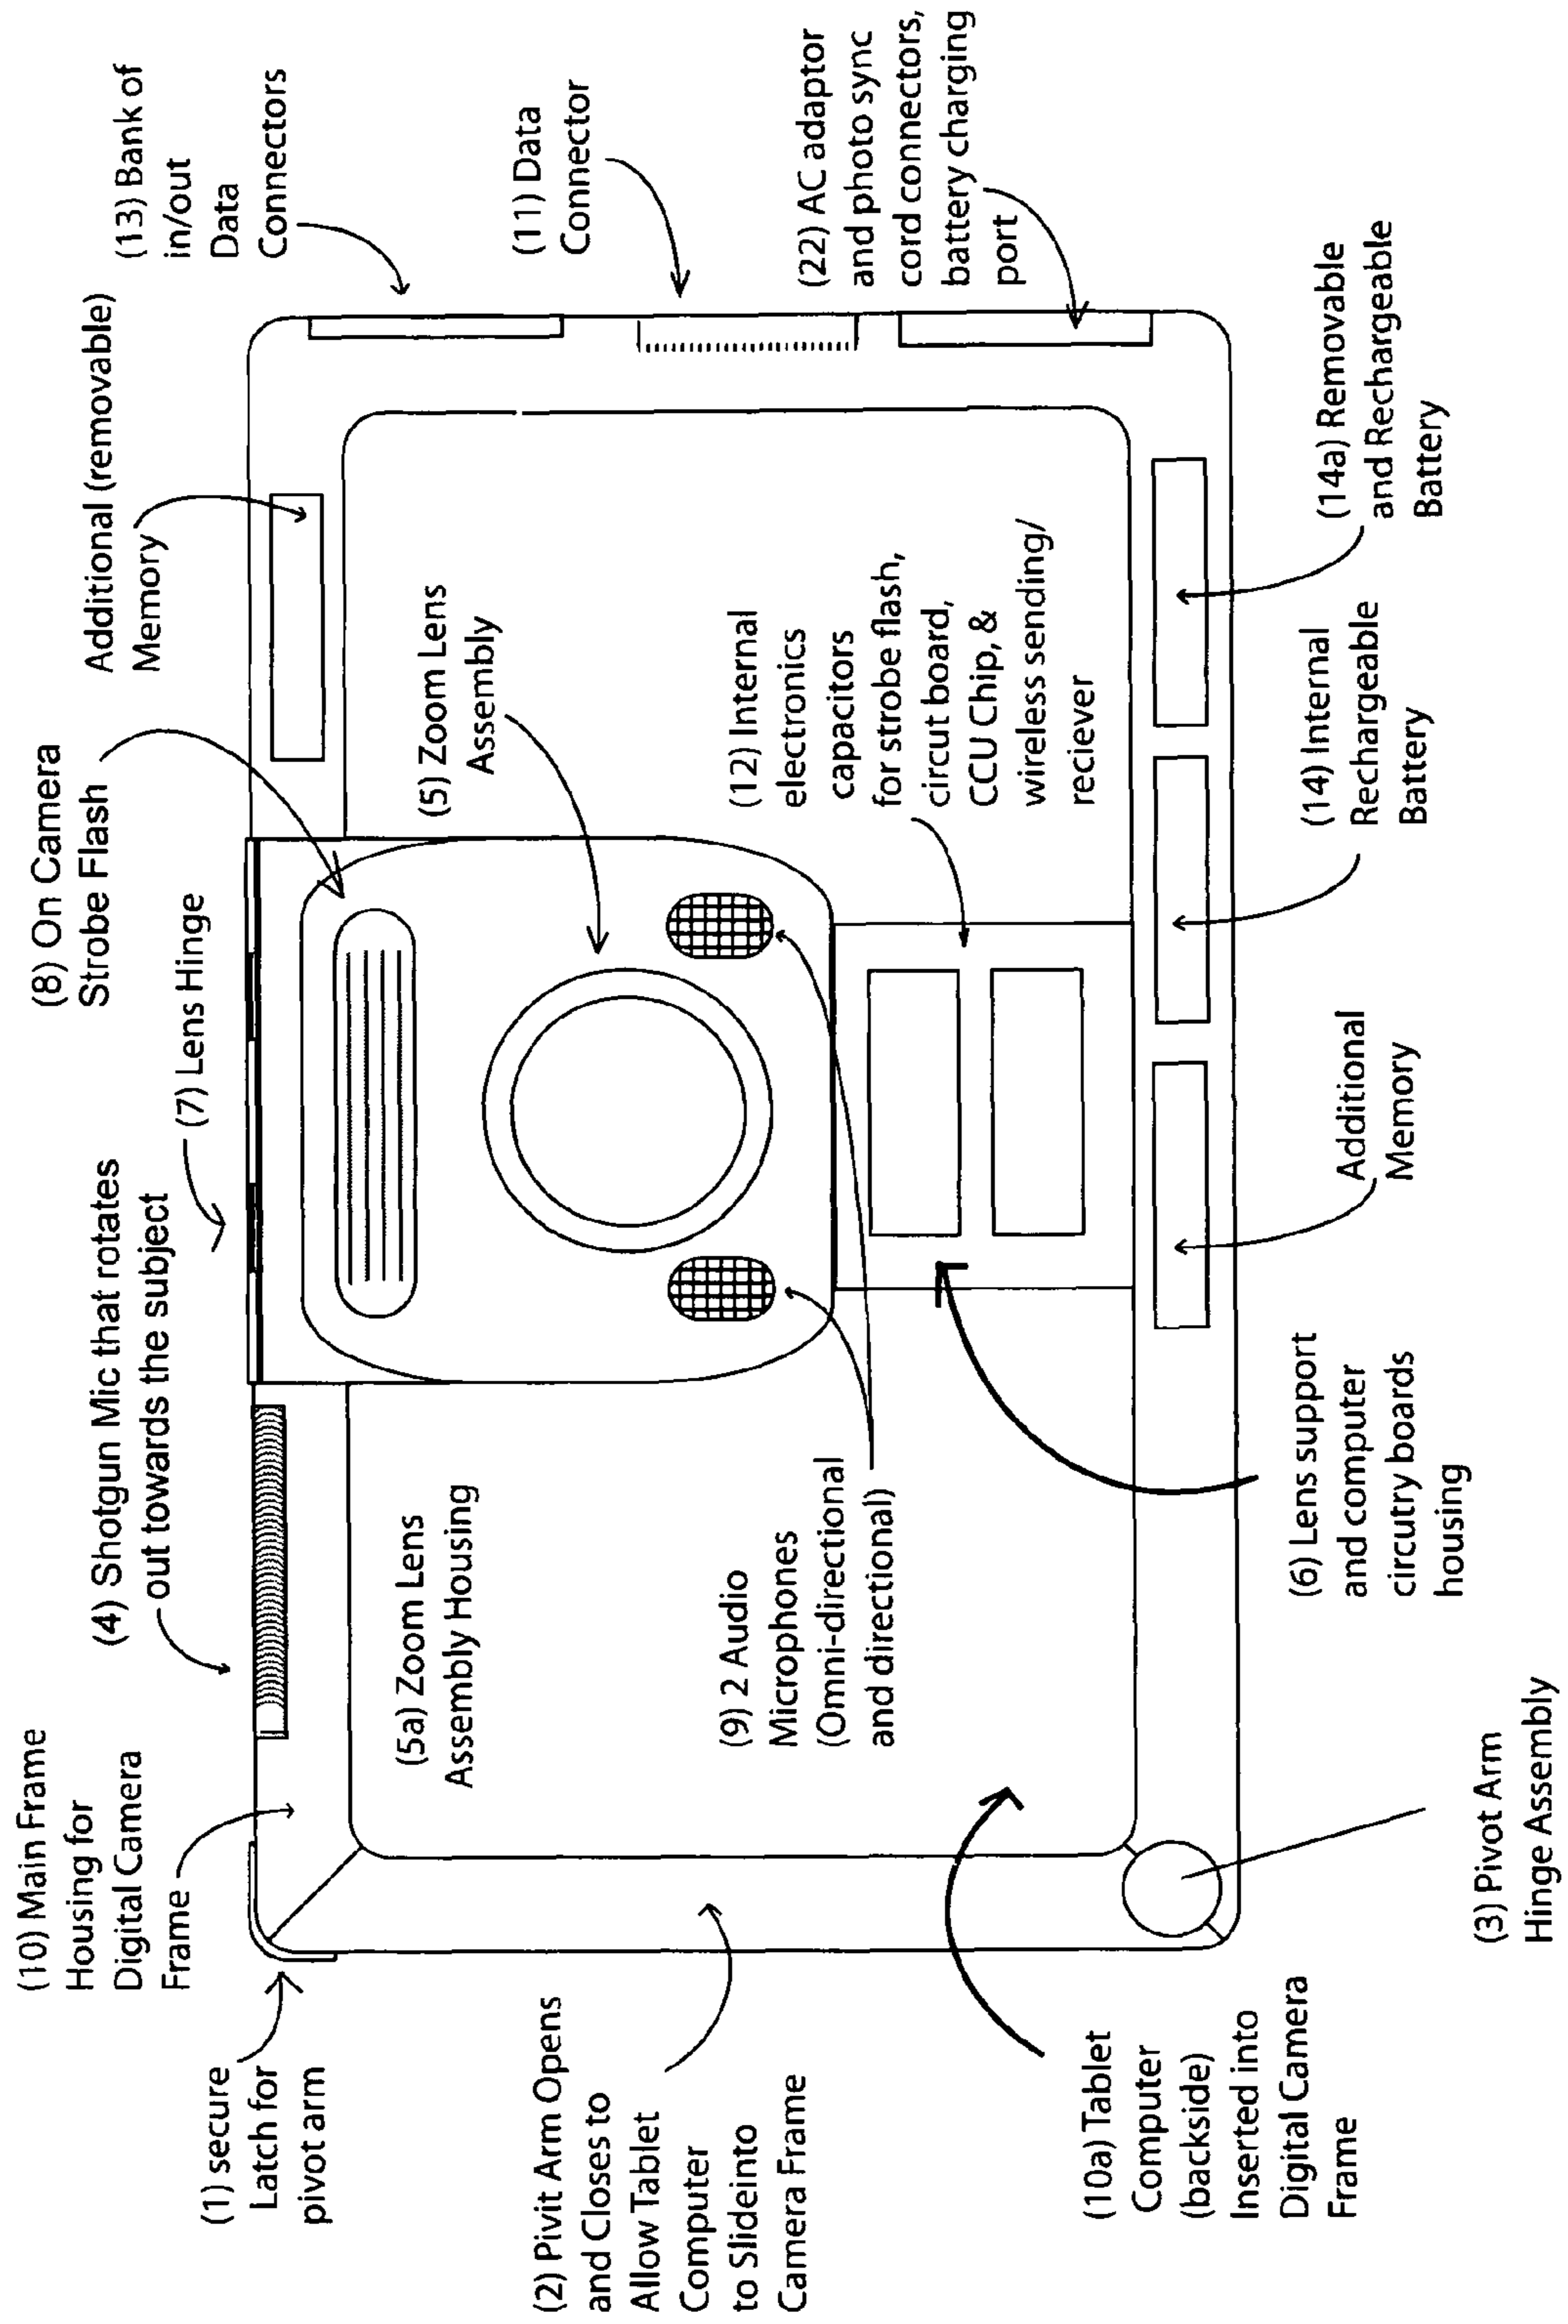 (10) Main Frame
Housing for
Digital Camera
Frame
(4) Shotgun Mic that rotates
out towards the subject
(7) Lens Hinge
(8) On Camera
Strobe Flash
Additional (removable)
Memory
(13) Bank of
in/out
Data
Connectors
(1) secure
Latch for
pivot arm
(5a) Zoom Lens
Assembly Housing
(5) Zoom Lens
Assembly
(11) Data
Connector
(2) Pivit Arm Opens
and Closes to
Allow Tablet
Computer
to Slideinto
Camera Frame
(9) 2 Audio
Microphones
(Omni-directional
and directional)
(12) Internal
electronics
capacitors
for strobe flash,
circut board,
CCU Chip, &
wireless sending/
reciever
(22) AC adaptor
and photo sync
cord connectors,
battery charging
port
(10a) Tablet
Computer
(backside)
Inserted into
Digital Camera
Frame
(6) Lens support
and computer
circutry boards
housing
Additional
Memory
(14) Internal
Rechargeable
Battery
(14a) Removable
and Rechargeable
Battery
(3) Pivot Arm
Hinge Assembly